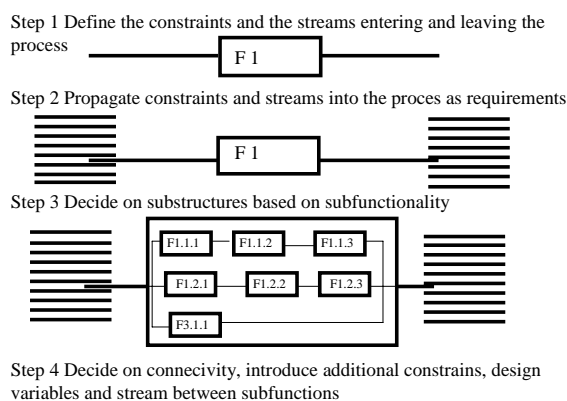 Step 1 Define the constraints and the streams entering and leaving the
process
F 1
Step 2 Propagate constraints and streams into the proces as requirements
F 1
Step 3 Decide on substructures based on subfunctionality
F1.1.1 F1.1.2 F1.1.3
F1.2.1 F1.2.2 F1.2.3
F3.1.1
Step 4 Decide on connecivity, introduce additional constrains, design
variables and stream between subfunctions